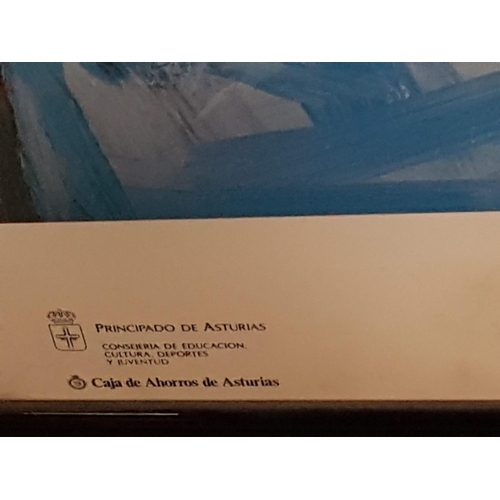 PRINCIPADO DE ASTURIAS
CONSEJERIA DE EDUCACION,
CULTURA, DEPORTES
Y JUVENTUD
Caja de Ahorros de Asturias